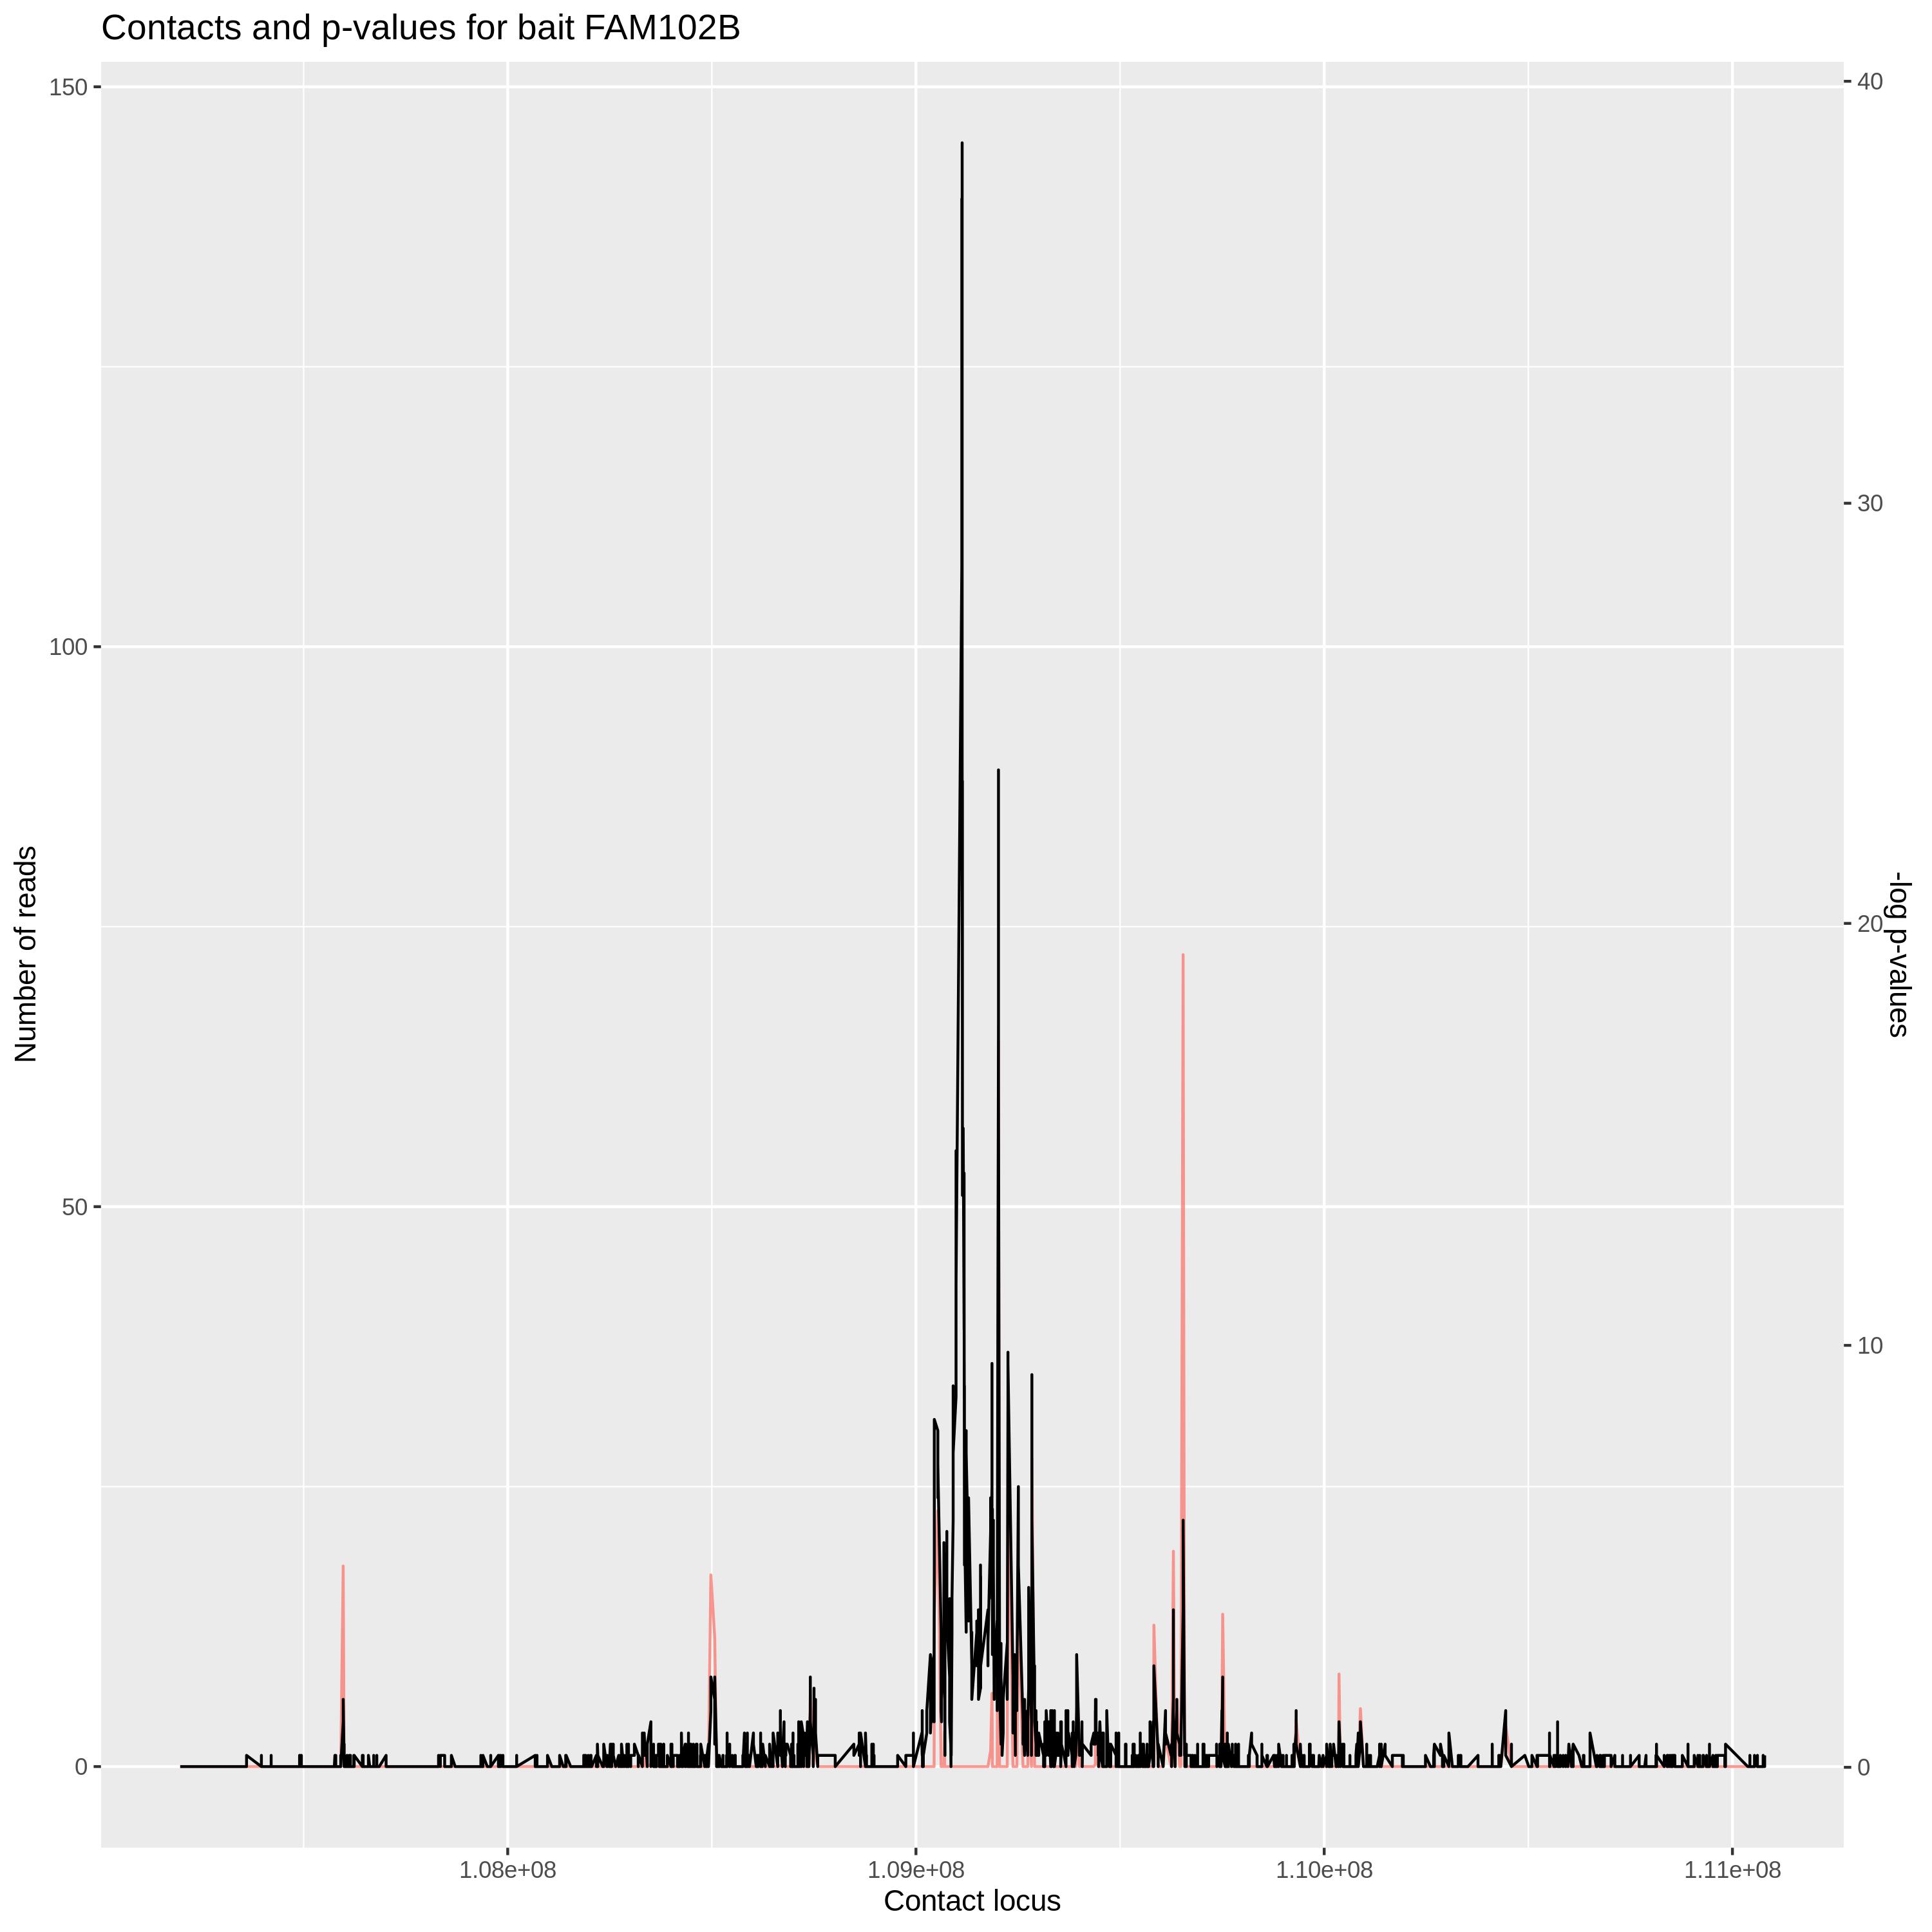 Contacts and p-values for bait FAM102B
150
100
50
0
40
30
20
10
0
Number of reads
-log p-values
1.08e+08
1.09e+08
1.10e+08
1.11e+08
Contact locus